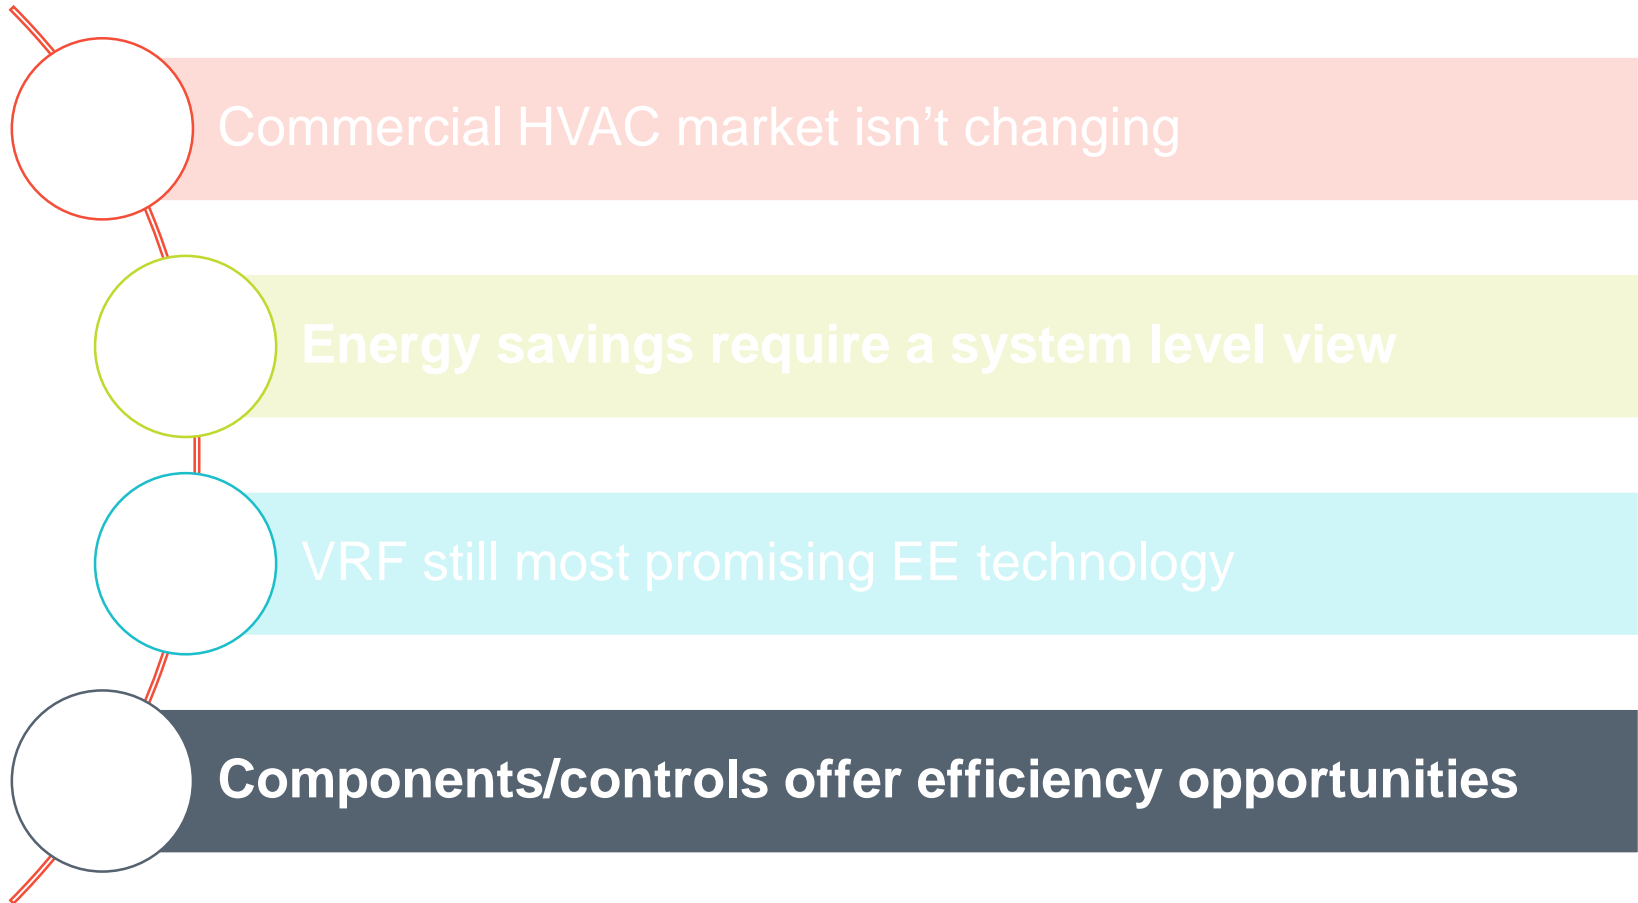 Commercial HVAC market isn’t changing
Energy savings require a system level view
VRF still most promising EE technology
Components/controls offer efficiency opportunities